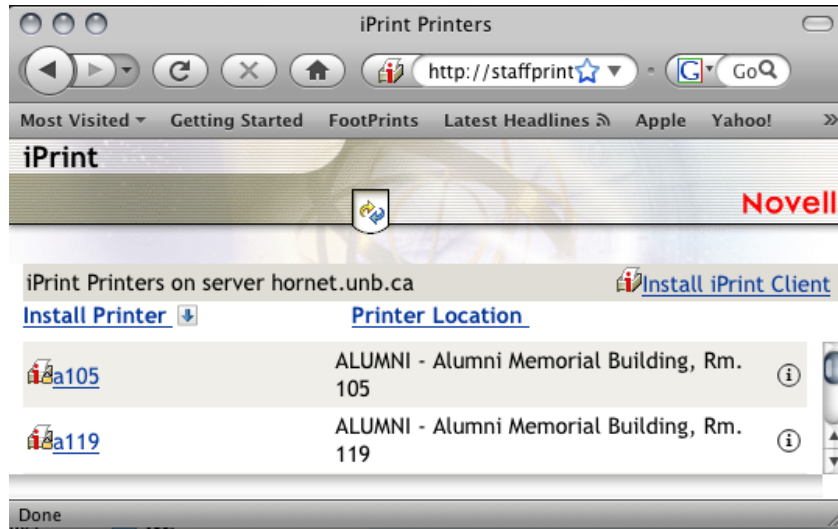 iPrint Printers
http://staffprint
G Go
Most Visited Getting Started FootPrints Latest Headlines Apple Yahoo! »
iPrint
Novell
iPrint Printers on server hornet.unb.ca Install iPrint Client
Install Printer Printer Location
a105 ALUMNI - Alumni Memorial Building, Rm.
105
a119 ALUMNI - Alumni Memorial Building, Rm.
119
Done